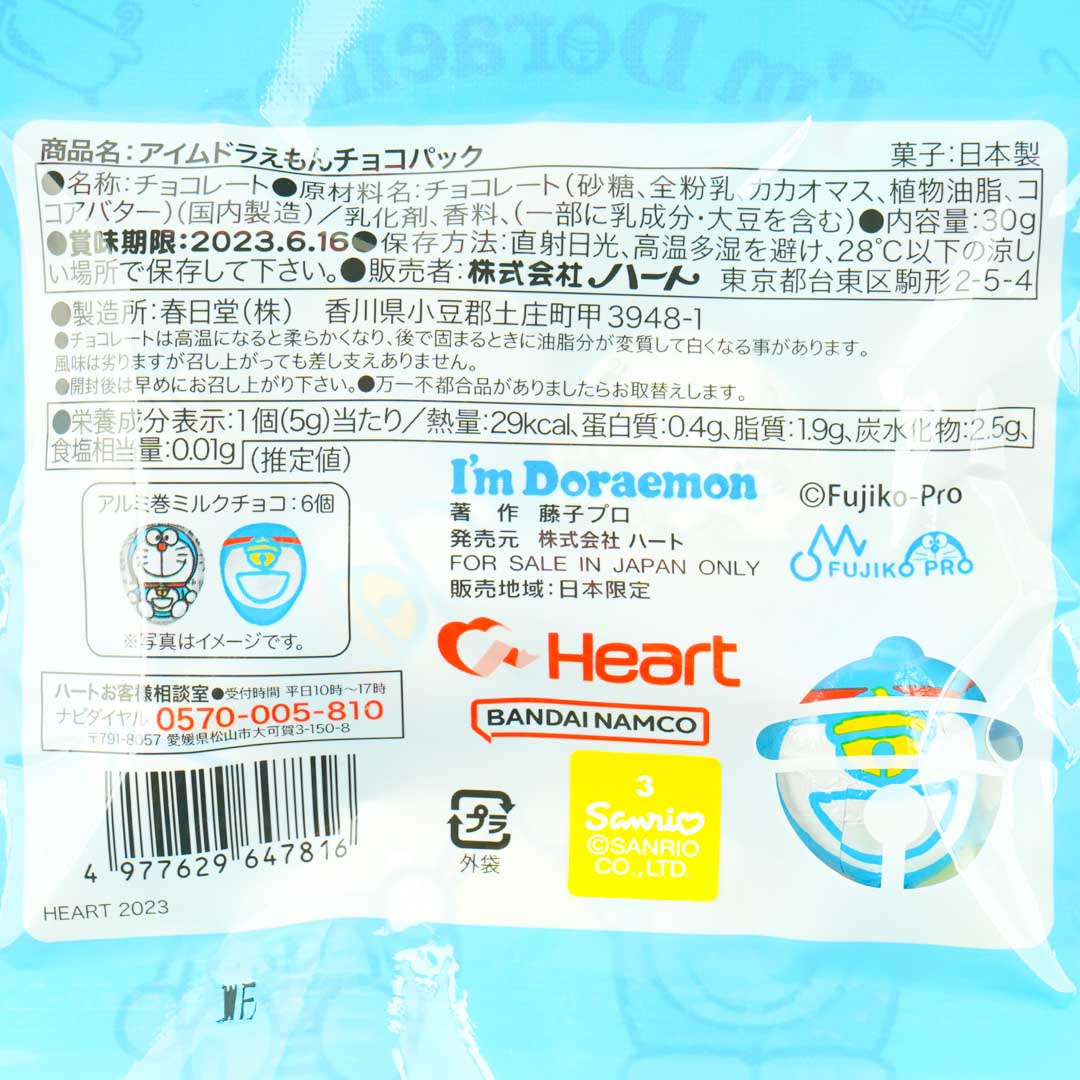 I'm Doraemon
商品名：アイムドラえもんチョコパック
菓子：日本製
●名称：チョコレート●原材料名：チョコレート（砂糖、全粉乳、カカオマス、植物油脂、コ
コアバター）（国内製造）／乳化剤、香料、（一部に乳成分・大豆を含む）●内容量：30g
●賞味期限：2023.6.16●保存方法：直射日光、高温多湿を避け、28℃以下の涼し
い場所で保存して下さい。●販売者：株式会社ハート 東京都台東区駒形2-5-4
●製造所：春日堂（株） 香川県小豆郡土庄町甲3948-1
●チョコレートは高温になると柔らかくなり、後で固まるときに油脂分が変質して白くなる事があります。
風味は劣りますが召し上がっても差し支えありません。
●開封後は早めにお召し上がり下さい。●万一不都合品がありましたらお取替えします。
●栄養成分表示：1個(5g)当たり／熱量：29kcal、蛋白質：0.4g、脂質：1.9g、炭水化物：2.5g、
食塩相当量：0.01g （推定値）
アルミ巻ミルクチョコ：6個
※写真はイメージです。
I'm Doraemon
著 作 藤子プロ
発売元 株式会社 ハート
FOR SALE IN JAPAN ONLY
販売地域：日本限定
©Fujiko-Pro
FUJIKO PRO
Heart
BANDAI NAMCO
ハートお客様相談室●受付時間 平日10時〜17時
ナビダイヤル 0570-005-810
〒791-8057 愛媛県松山市大可賀3-150-8
4 977629 647816
HEART 2023
プラ
外袋
3
Sanrio
©SANRIO
CO., LTD.